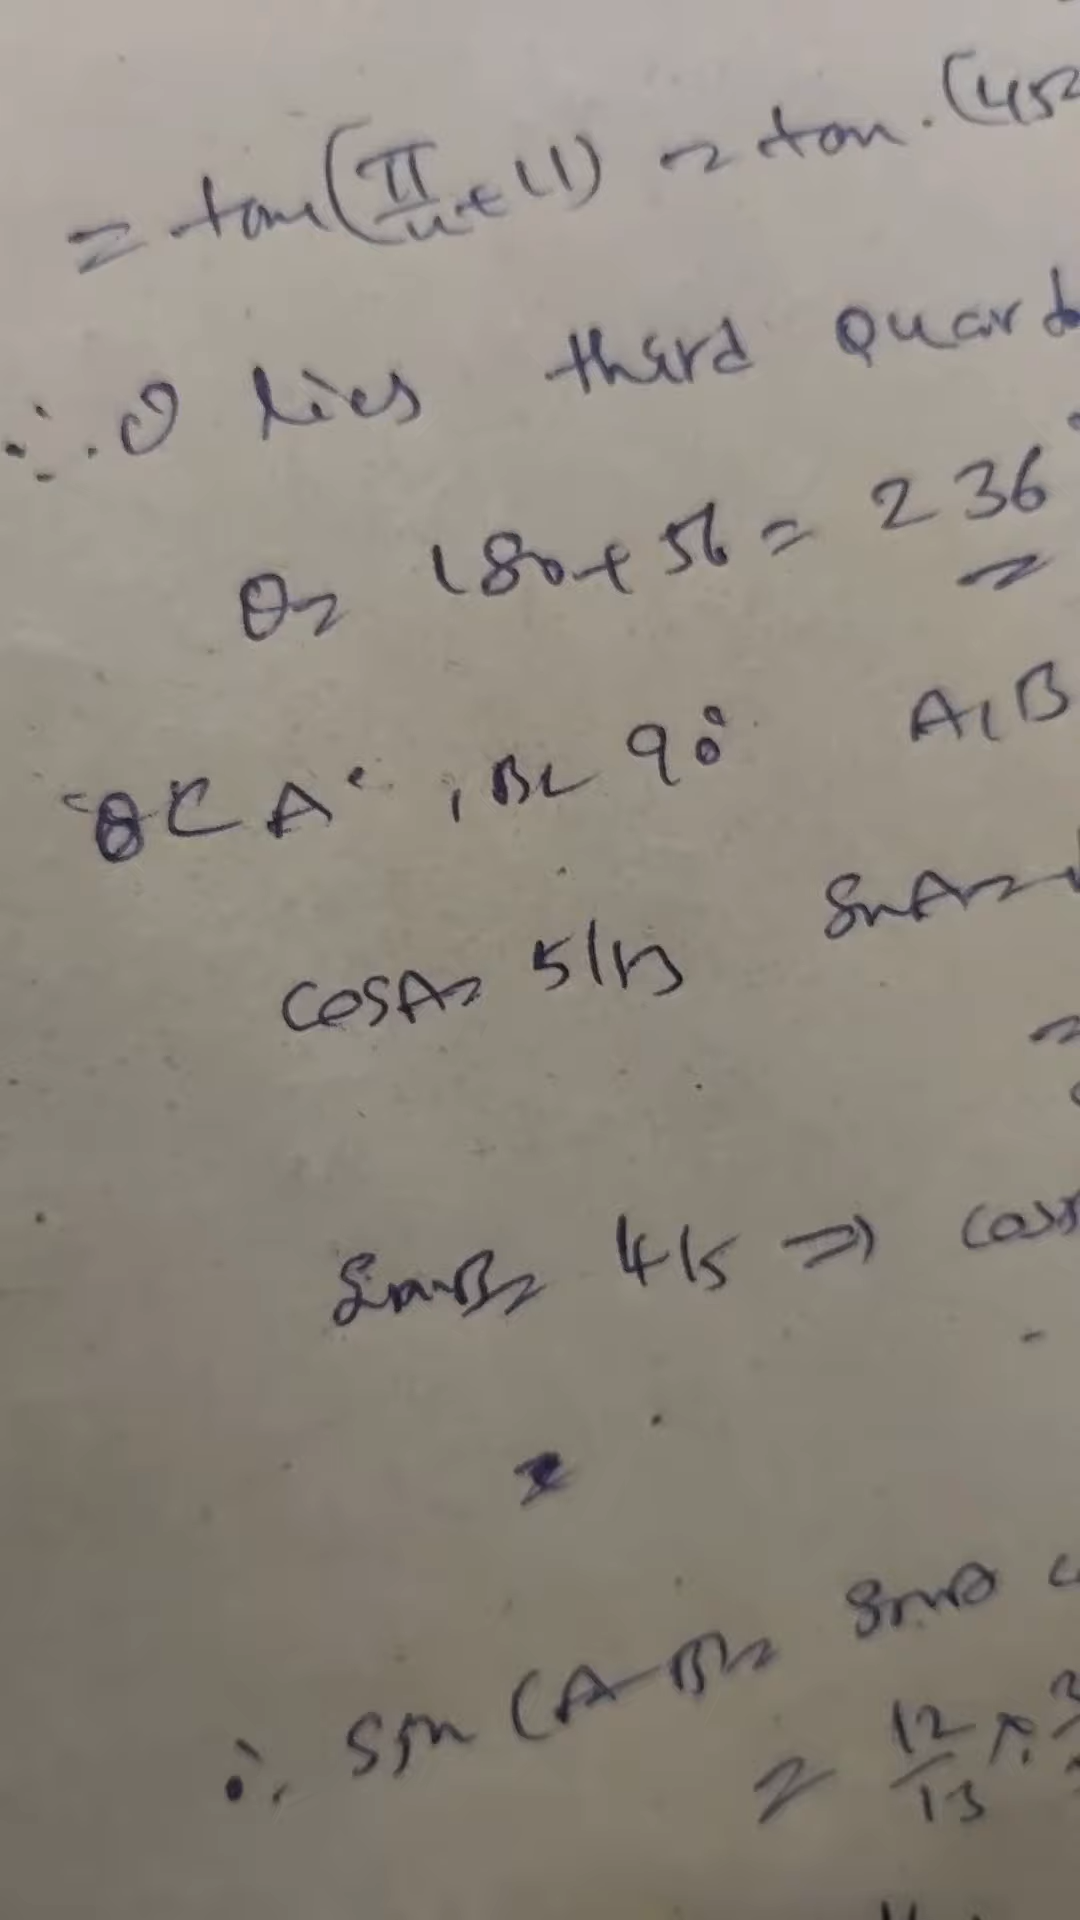 = tan(π/4 + 11) = tan. (45
∴ θ lies third Quard
θ = 180+56 = 236°
"θ < A" , B< 90° A, B
cosA= 5/13 SinA=
SinB= 4/5 ⇒ cos
∴ sin (A-B)= SinA
= 12/13 ×